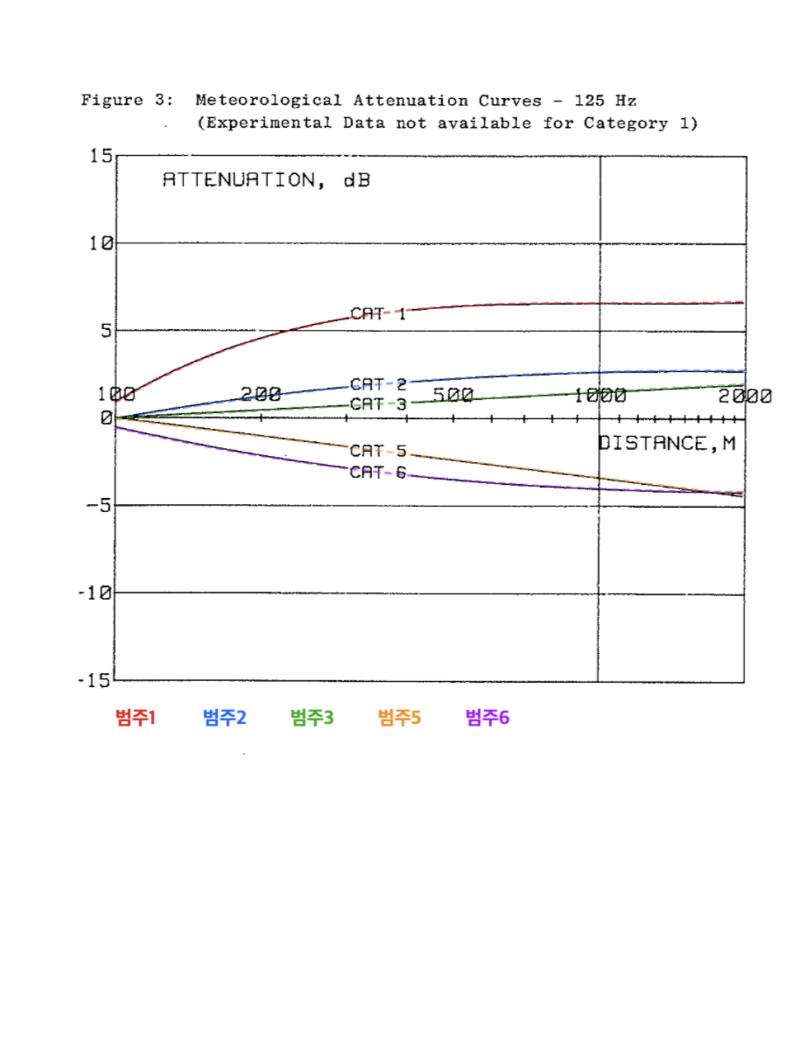 Figure 3: Meteorological Attenuation Curves - 125 Hz
(Experimental Data not available for Category 1)
15
ATTENUATION, dB
10
CAT 1
5
CAT 2
100 200 500 1000 2000
CAT 3
0
DISTANCE, M
CAT 5
CAT 6
-5
-10
-15
범주1 범주2 범주3 범주5 범주6